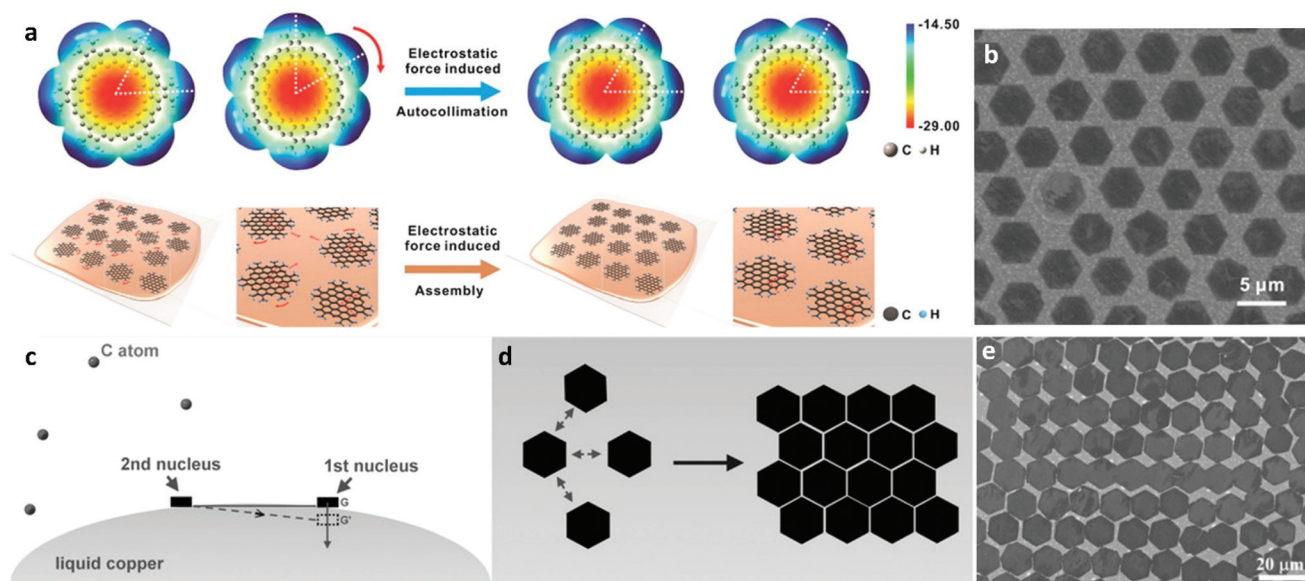 a
Electrostatic
force induced
Autocollimation
-14.50
-29.00
C H
Electrostatic
force induced
Assembly
C H
b
5 µm
c
C atom
2nd nucleus
1st nucleus
G
G'
liquid copper
d
e
20 µm